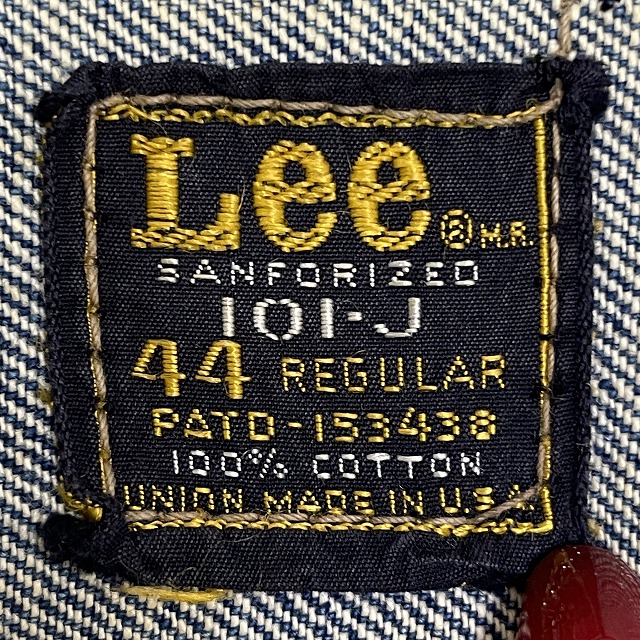 Lee ® M.R.
SANFORIZED
101-J
44 REGULAR
PATD-153438
100% COTTON
UNION MADE IN U.S.A.